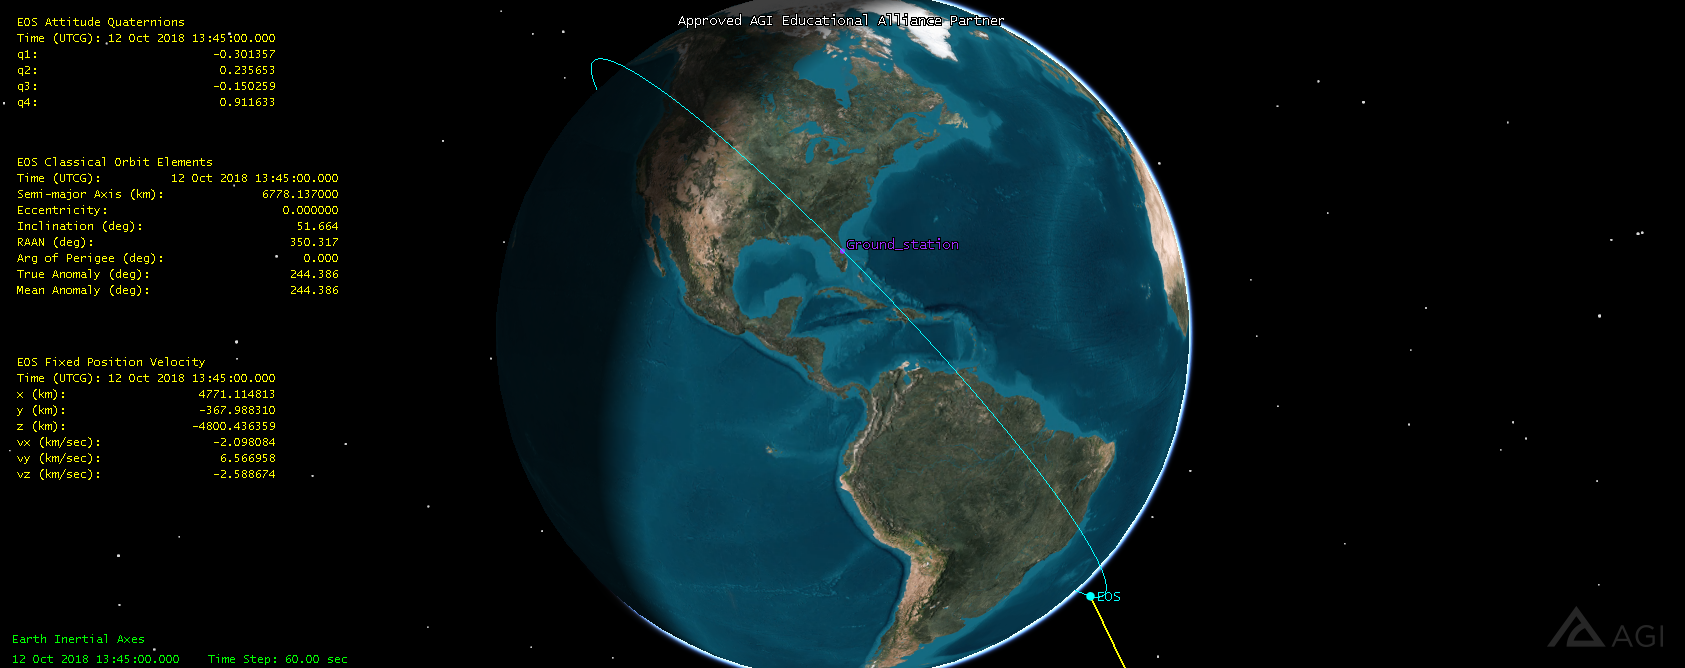 Approved AGI Educational Alliance Partner
EOS Attitude Quaternions
Time (UTCG): 12 Oct 2018 13:45:00.000
q1: -0.301357
q2: 0.235653
q3: -0.150259
q4: 0.911633
EOS Classical Orbit Elements
Time (UTCG): 12 Oct 2018 13:45:00.000
Semi-major Axis (km): 6778.137000
Eccentricity: 0.000000
Inclination (deg): 51.664
RAAN (deg): 350.317
Arg of Perigee (deg): 0.000
True Anomaly (deg): 244.386
Mean Anomaly (deg): 244.386
EOS Fixed Position Velocity
Time (UTCG): 12 Oct 2018 13:45:00.000
x (km): 4771.114813
y (km): -367.988310
z (km): -4800.436359
vx (km/sec): -2.098084
vy (km/sec): 6.566958
vz (km/sec): -2.588674
Ground_station
EOS
Earth Inertial Axes
12 Oct 2018 13:45:00.000 Time Step: 60.00 sec
AGI